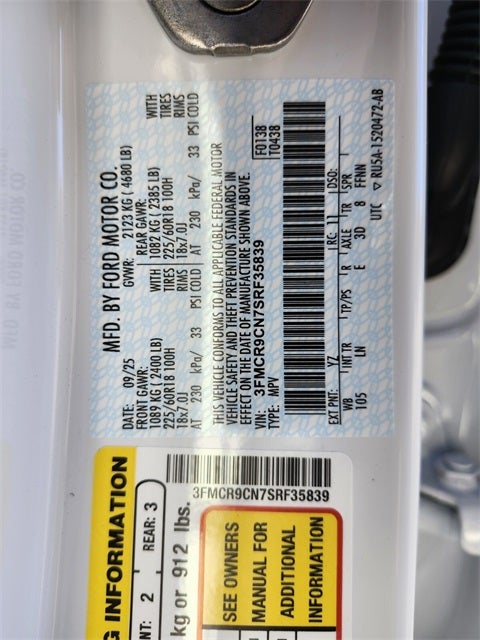 MFD. BY FORD MOTOR CO.
DATE: 09/25 GVWR: 2123 KG ( 4680 LB)
FRONT GAWR: REAR GAWR:
1089 KG ( 2400 LB) WITH 1082 KG ( 2385 LB) WITH
225/60R18 100H TIRES 225/60R18 100H TIRES
18x7.0J RIMS 18x7.0J RIMS
AT 230 kPa/ 33 PSI COLD AT 230 kPa/ 33 PSI COLD
THIS VEHICLE CONFORMS TO ALL APPLICABLE FEDERAL MOTOR
VEHICLE SAFETY AND THEFT PREVENTION STANDARDS IN
EFFECT ON THE DATE OF MANUFACTURE SHOWN ABOVE.
VIN: 3FMCR9CN7SRF35839
TYPE: MPV
F0138
T0438
EXT PNT: YZ RC: 11 DSO:
WB INT TR TP/PS R AXLE TR SPR
105 LN E 3D 8 FFNN
UTC ▽ RU5A-1520472-AB
3FMCR9CN7SRF35839
G INFORMATION
NT: 2 REAR: 3
kg or 912 lbs.
SEE OWNERS
MANUAL FOR
ADDITIONAL
INFORMATION